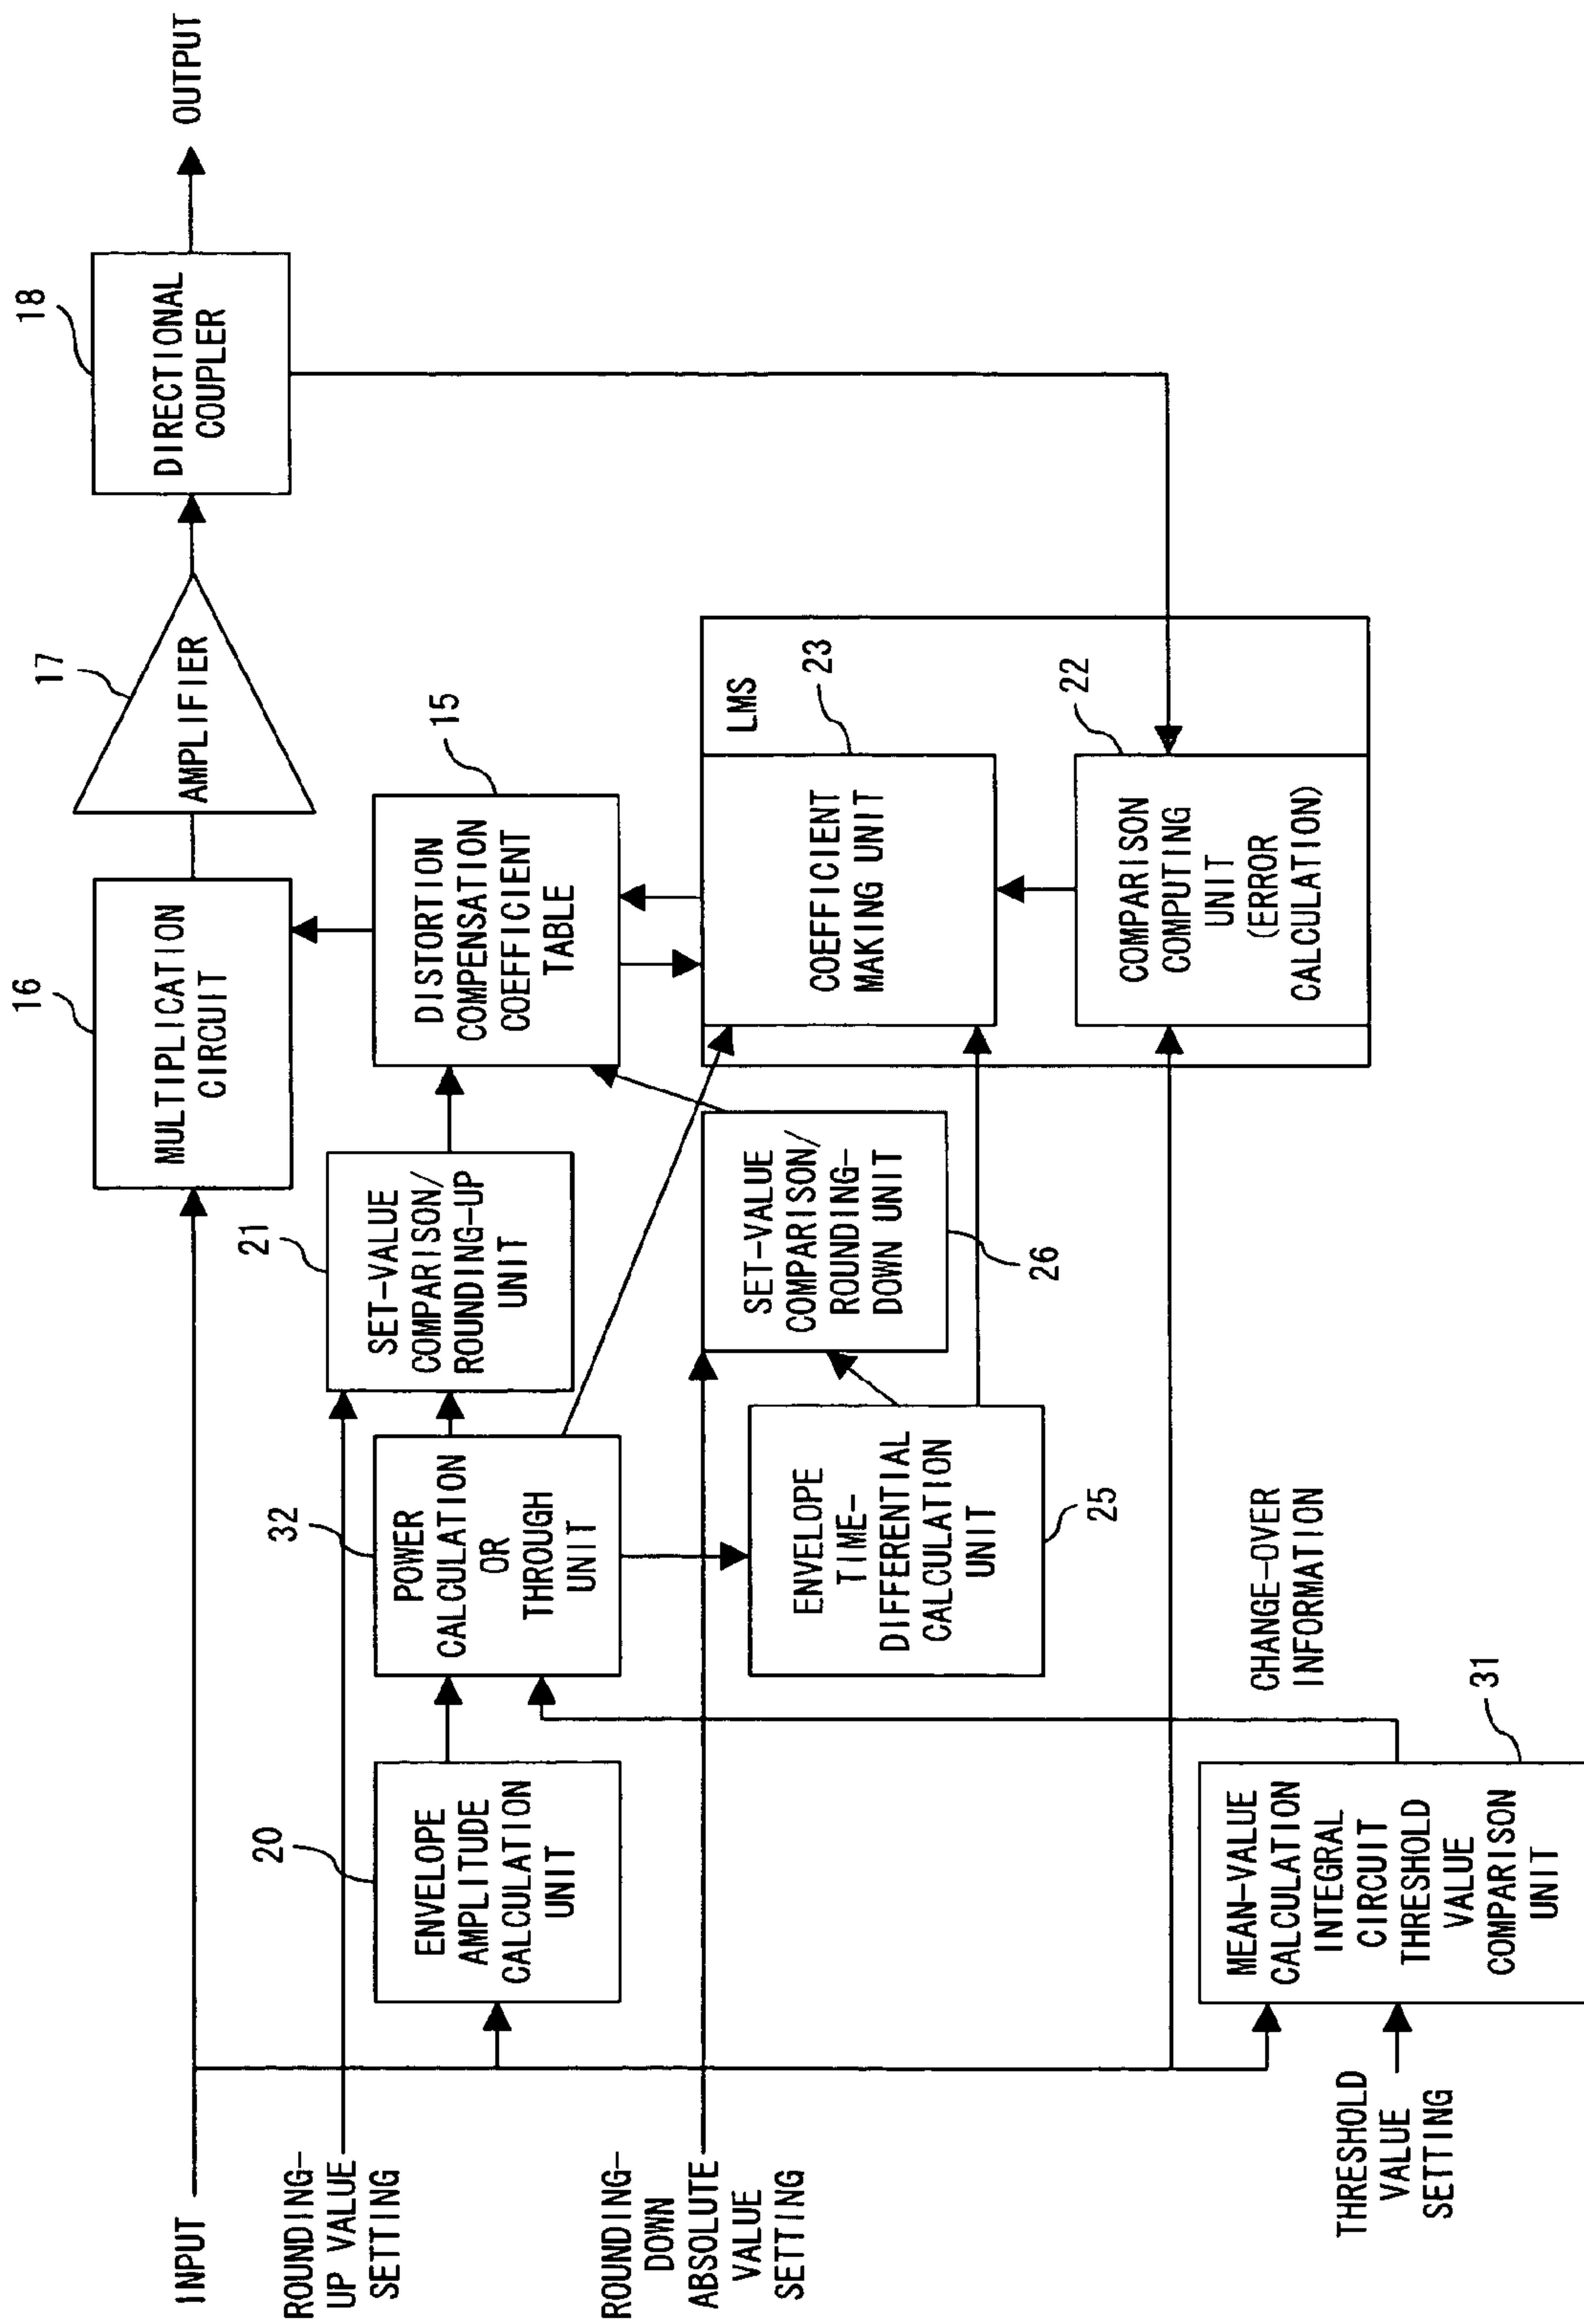 INPUT
16
MULTIPLICATION
CIRCUIT
17
AMPLIFIER
18
DIRECTIONAL
COUPLER
OUTPUT
ROUNDING-
UP VALUE
SETTING
20
ENVELOPE
AMPLITUDE
CALCULATION
UNIT
32
POWER
CALCULATION
OR
THROUGH
UNIT
21
SET-VALUE
COMPARISON/
ROUNDING-UP
UNIT
15
DISTORTION
COMPENSATION
COEFFICIENT
TABLE
ROUNDING-
DOWN
ABSOLUTE
VALUE
SETTING
ENVELOPE
TIME-
DIFFERENTIAL
CALCULATION
UNIT
25
SET-VALUE
COMPARISON/
ROUNDING-
DOWN UNIT
26
LMS
23
COEFFICIENT
MAKING UNIT
22
COMPARISON
COMPUTING
UNIT
(ERROR
CALCULATION)
THRESHOLD
VALUE
SETTING
MEAN-VALUE
CALCULATION
INTEGRAL
CIRCUIT
THRESHOLD
VALUE
COMPARISON
UNIT
31
CHANGE-OVER
INFORMATION